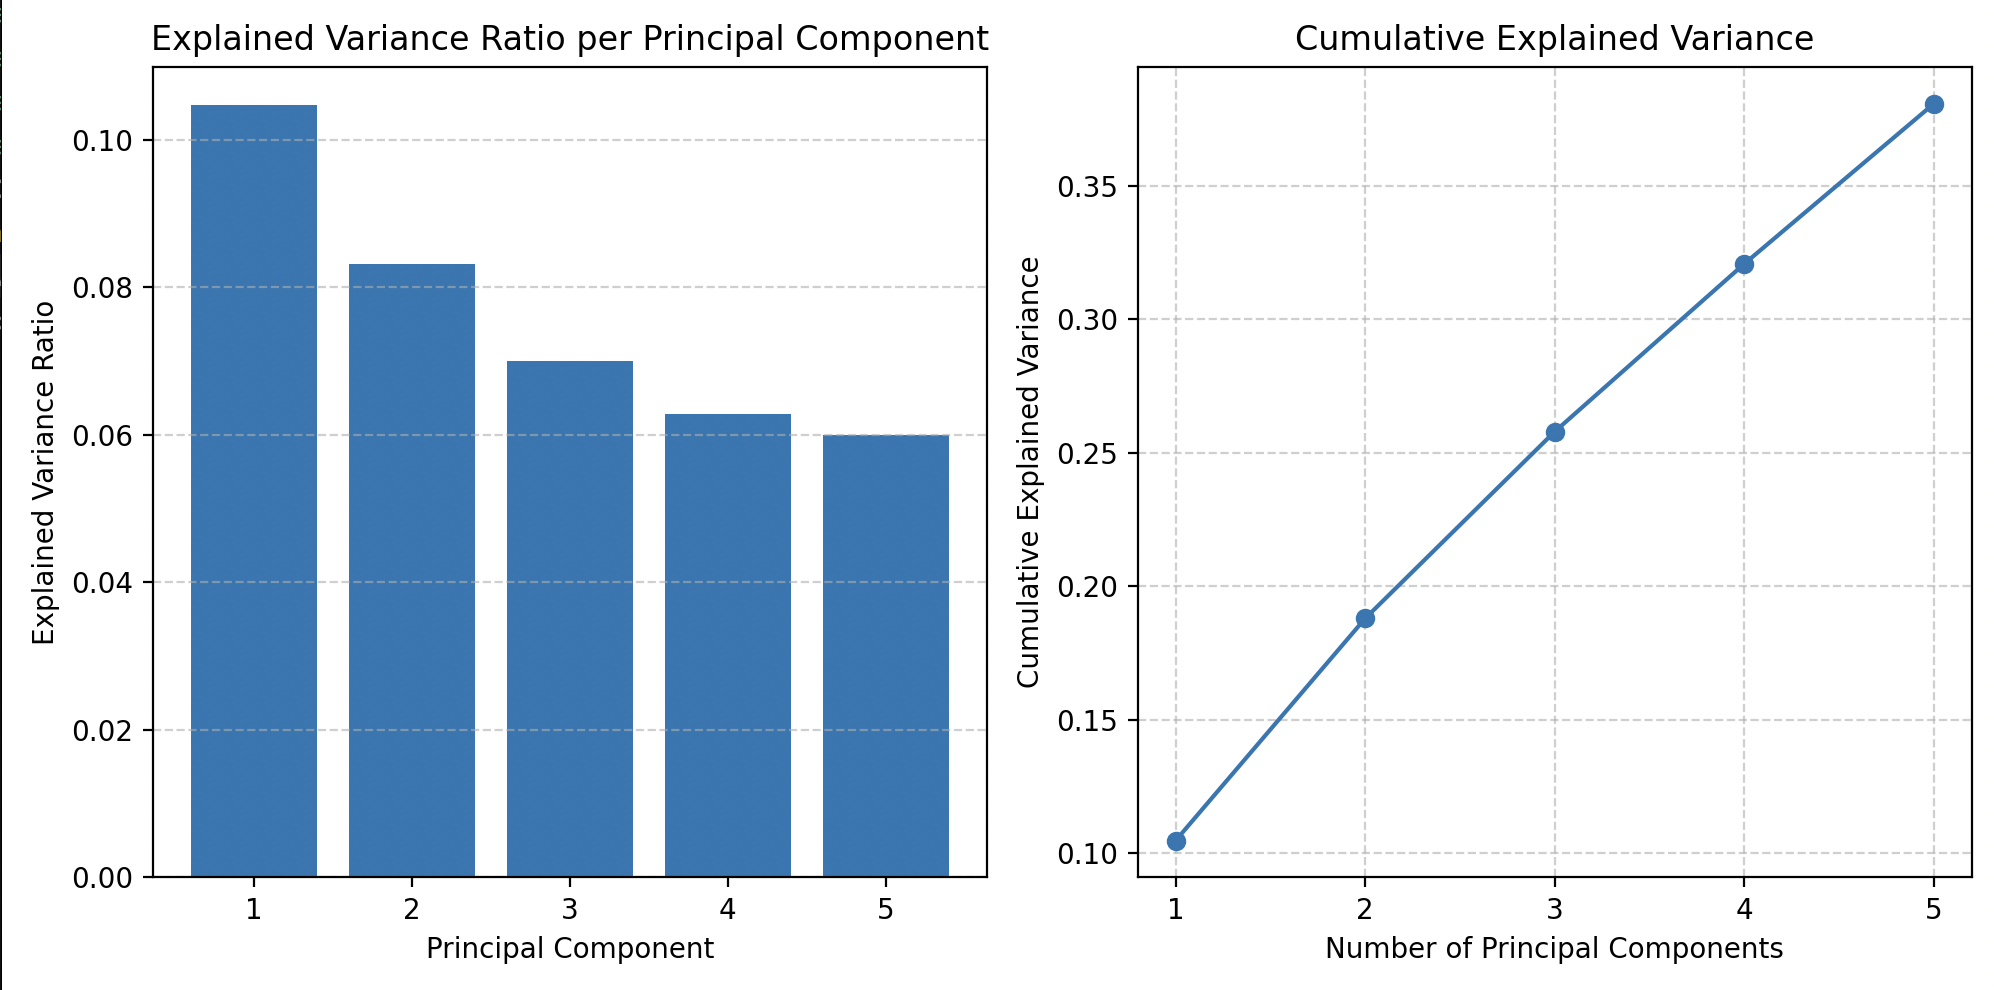 Explained Variance Ratio per Principal Component
Explained Variance Ratio
0.10
0.08
0.06
0.04
0.02
0.00
1 2 3 4 5
Principal Component
Cumulative Explained Variance
Cumulative Explained Variance
0.35
0.30
0.25
0.20
0.15
0.10
1 2 3 4 5
Number of Principal Components